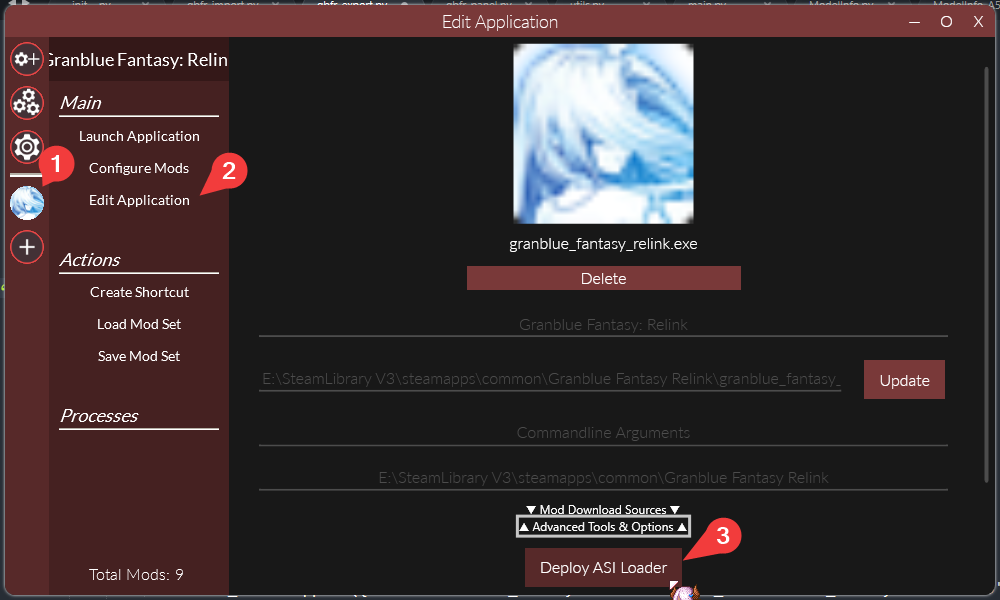 Edit Application
Granblue Fantasy: Relin
Main
Launch Application
Configure Mods
Edit Application
Actions
Create Shortcut
Load Mod Set
Save Mod Set
Processes
Total Mods: 9
1
2
granblue_fantasy_relink.exe
Delete
Granblue Fantasy: Relink
E:\SteamLibrary V3\steamapps\common\Granblue Fantasy Relink\granblue_fantasy_
Update
Commandline Arguments
E:\SteamLibrary V3\steamapps\common\Granblue Fantasy Relink
▼ Mod Download Sources ▼
▲ Advanced Tools & Options ▲
3
Deploy ASI Loader